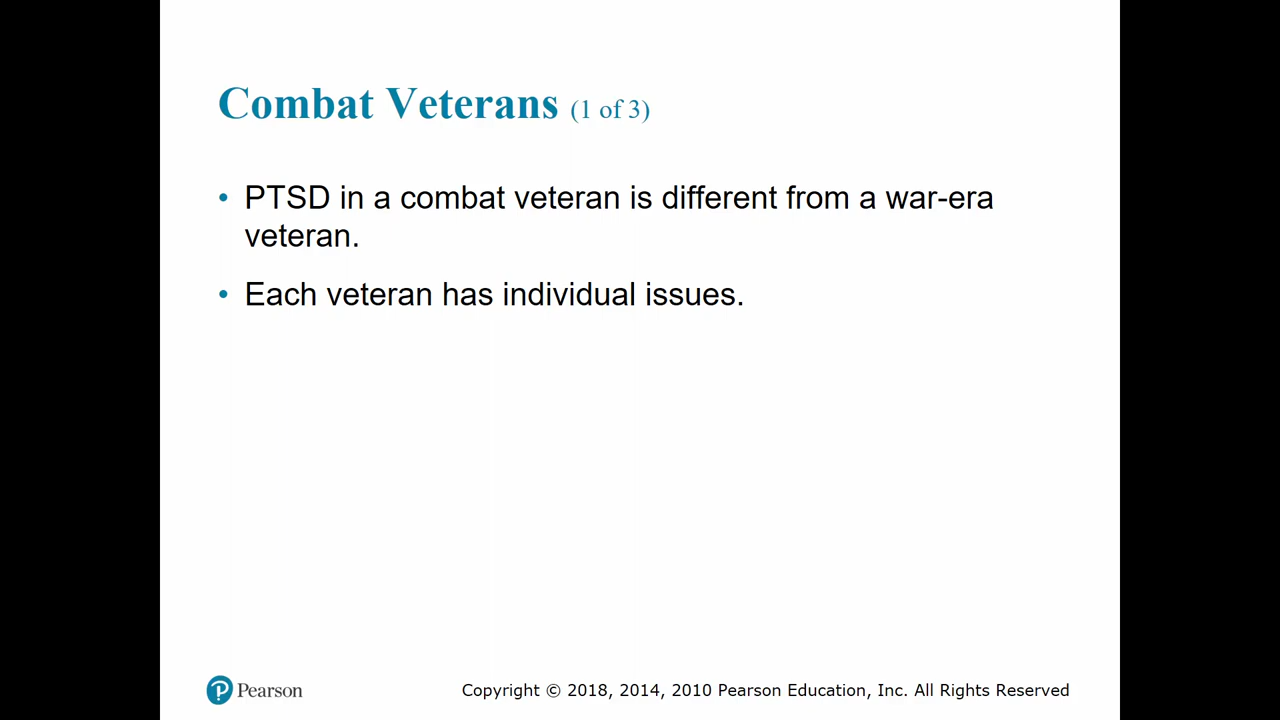 Combat Veterans (1 of 3)
• PTSD in a combat veteran is different from a war-era
veteran.
• Each veteran has individual issues.
Pearson
Copyright © 2018, 2014, 2010 Pearson Education, Inc. All Rights Reserved